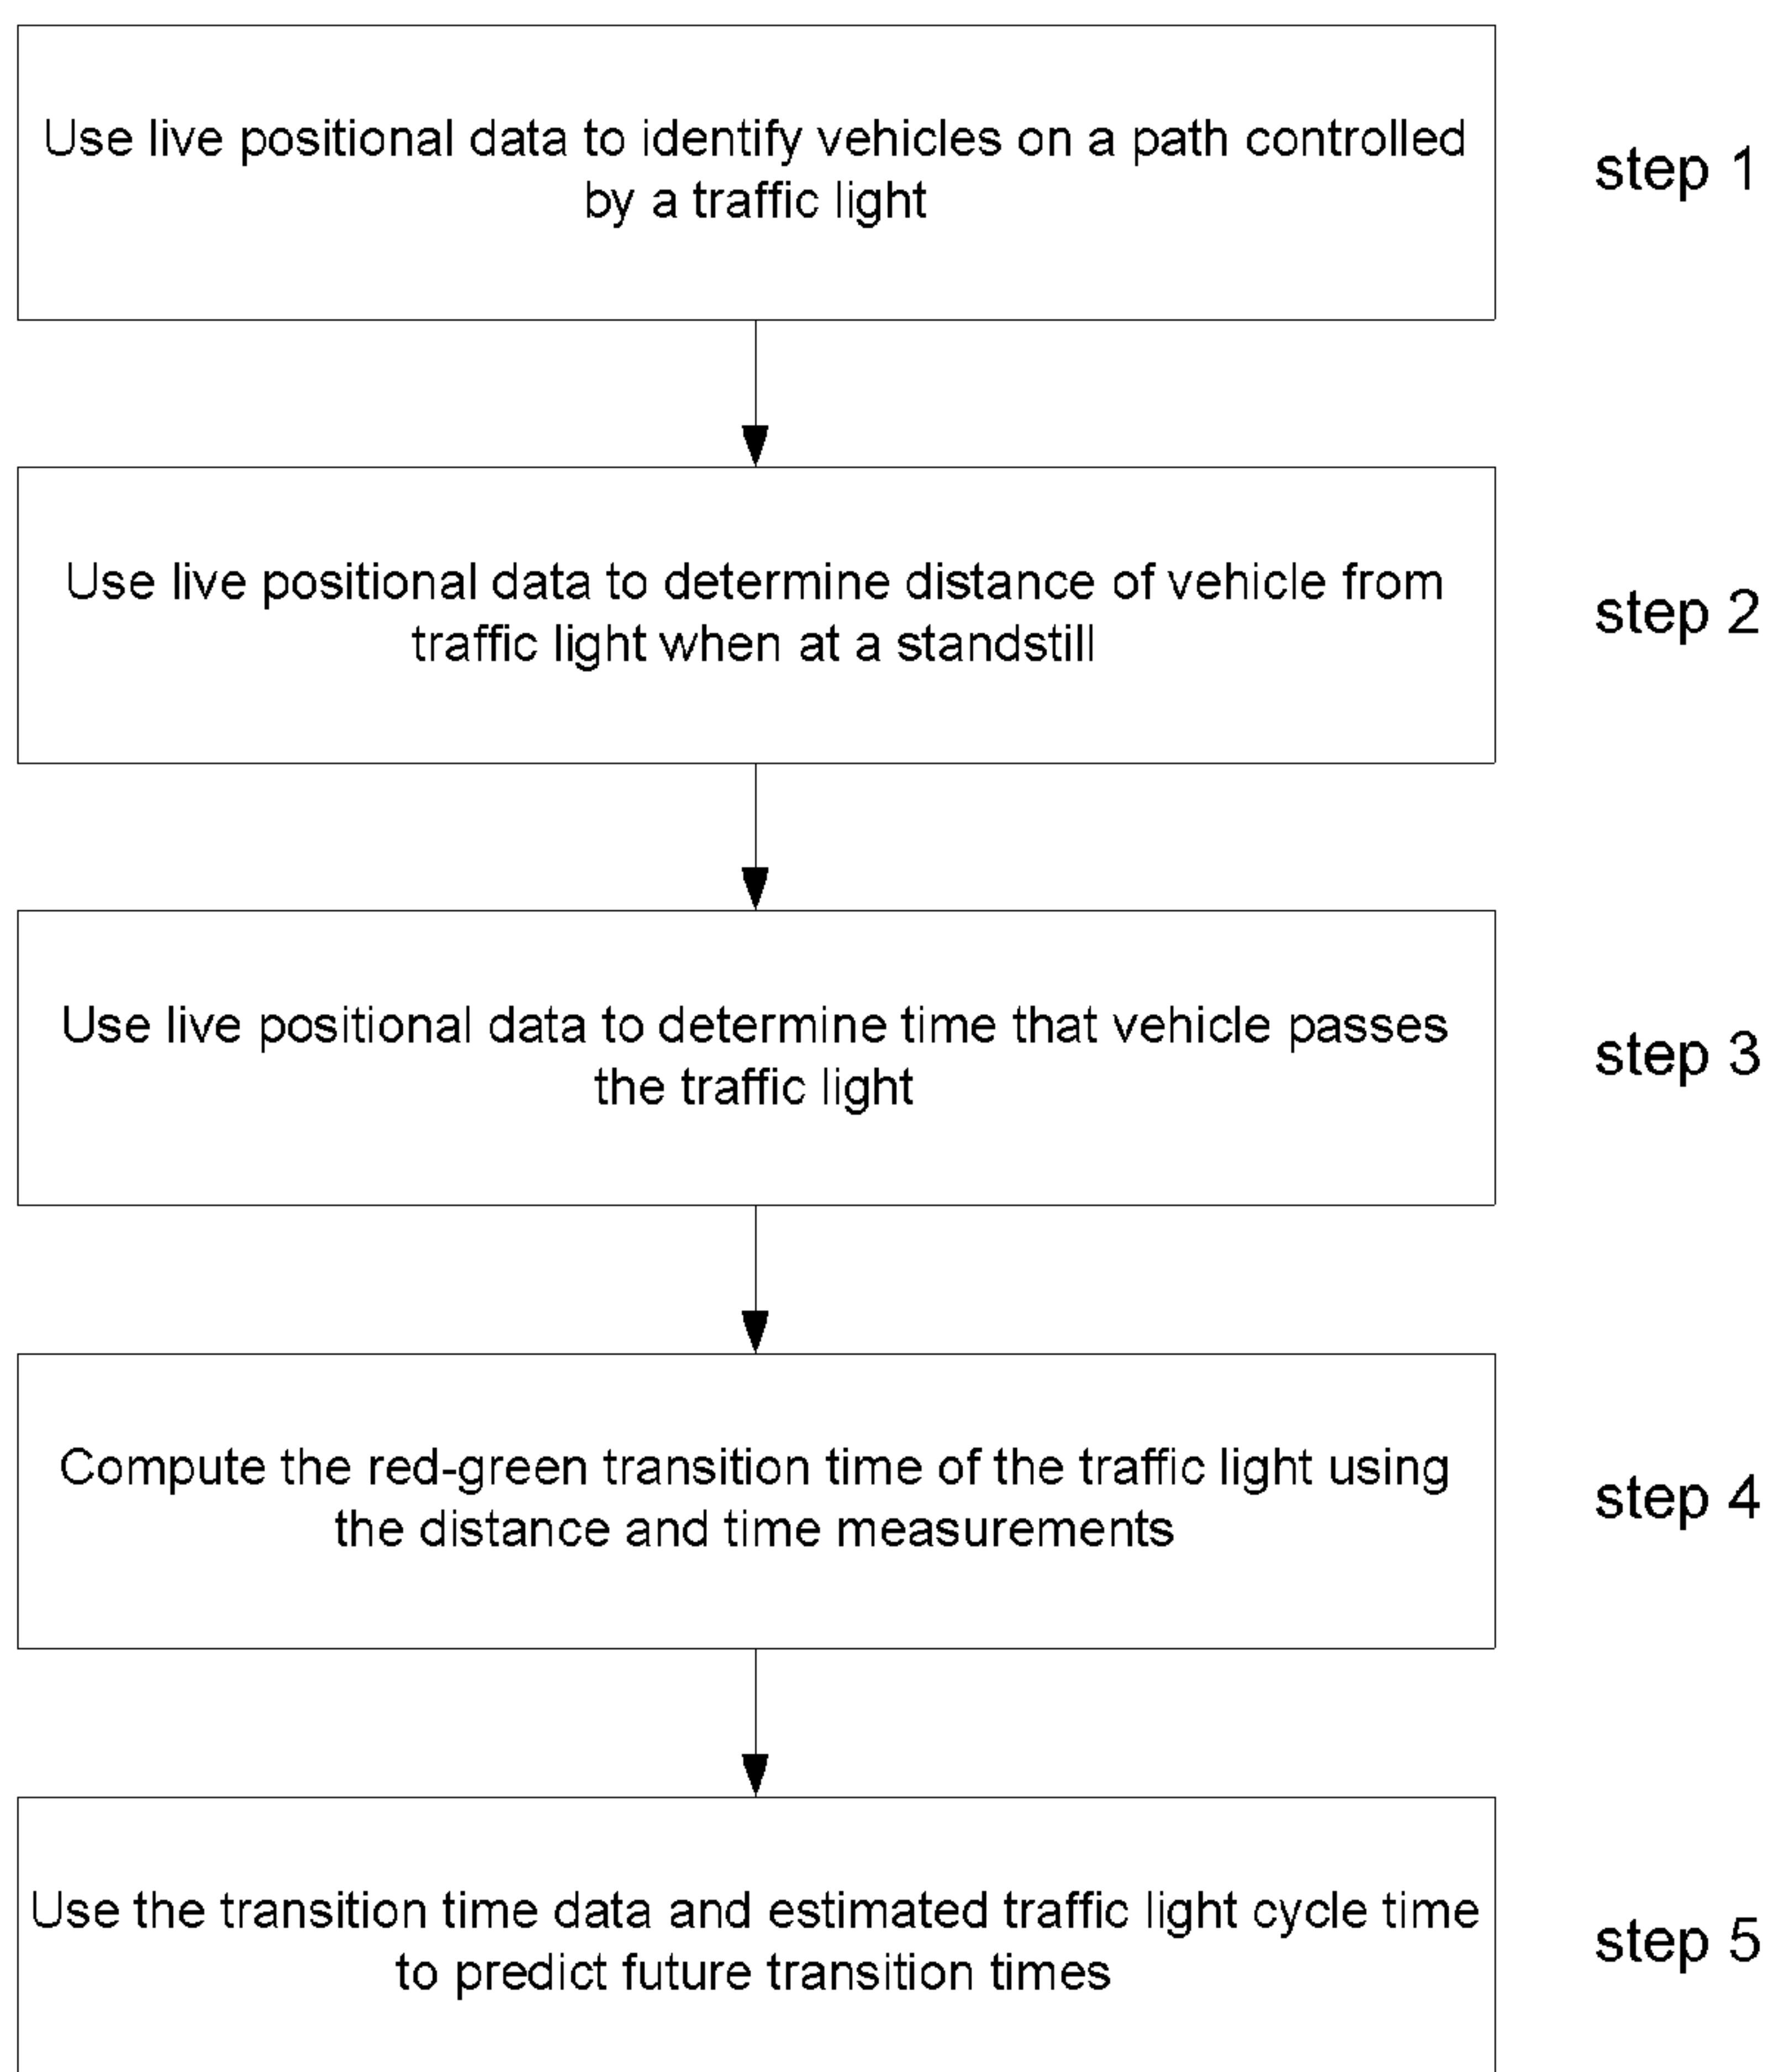 Use live positional data to identify vehicles on a path controlled
by a traffic light
step 1
Use live positional data to determine distance of vehicle from
traffic light when at a standstill
step 2
Use live positional data to determine time that vehicle passes
the traffic light
step 3
Compute the red-green transition time of the traffic light using
the distance and time measurements
step 4
Use the transition time data and estimated traffic light cycle time
to predict future transition times
step 5